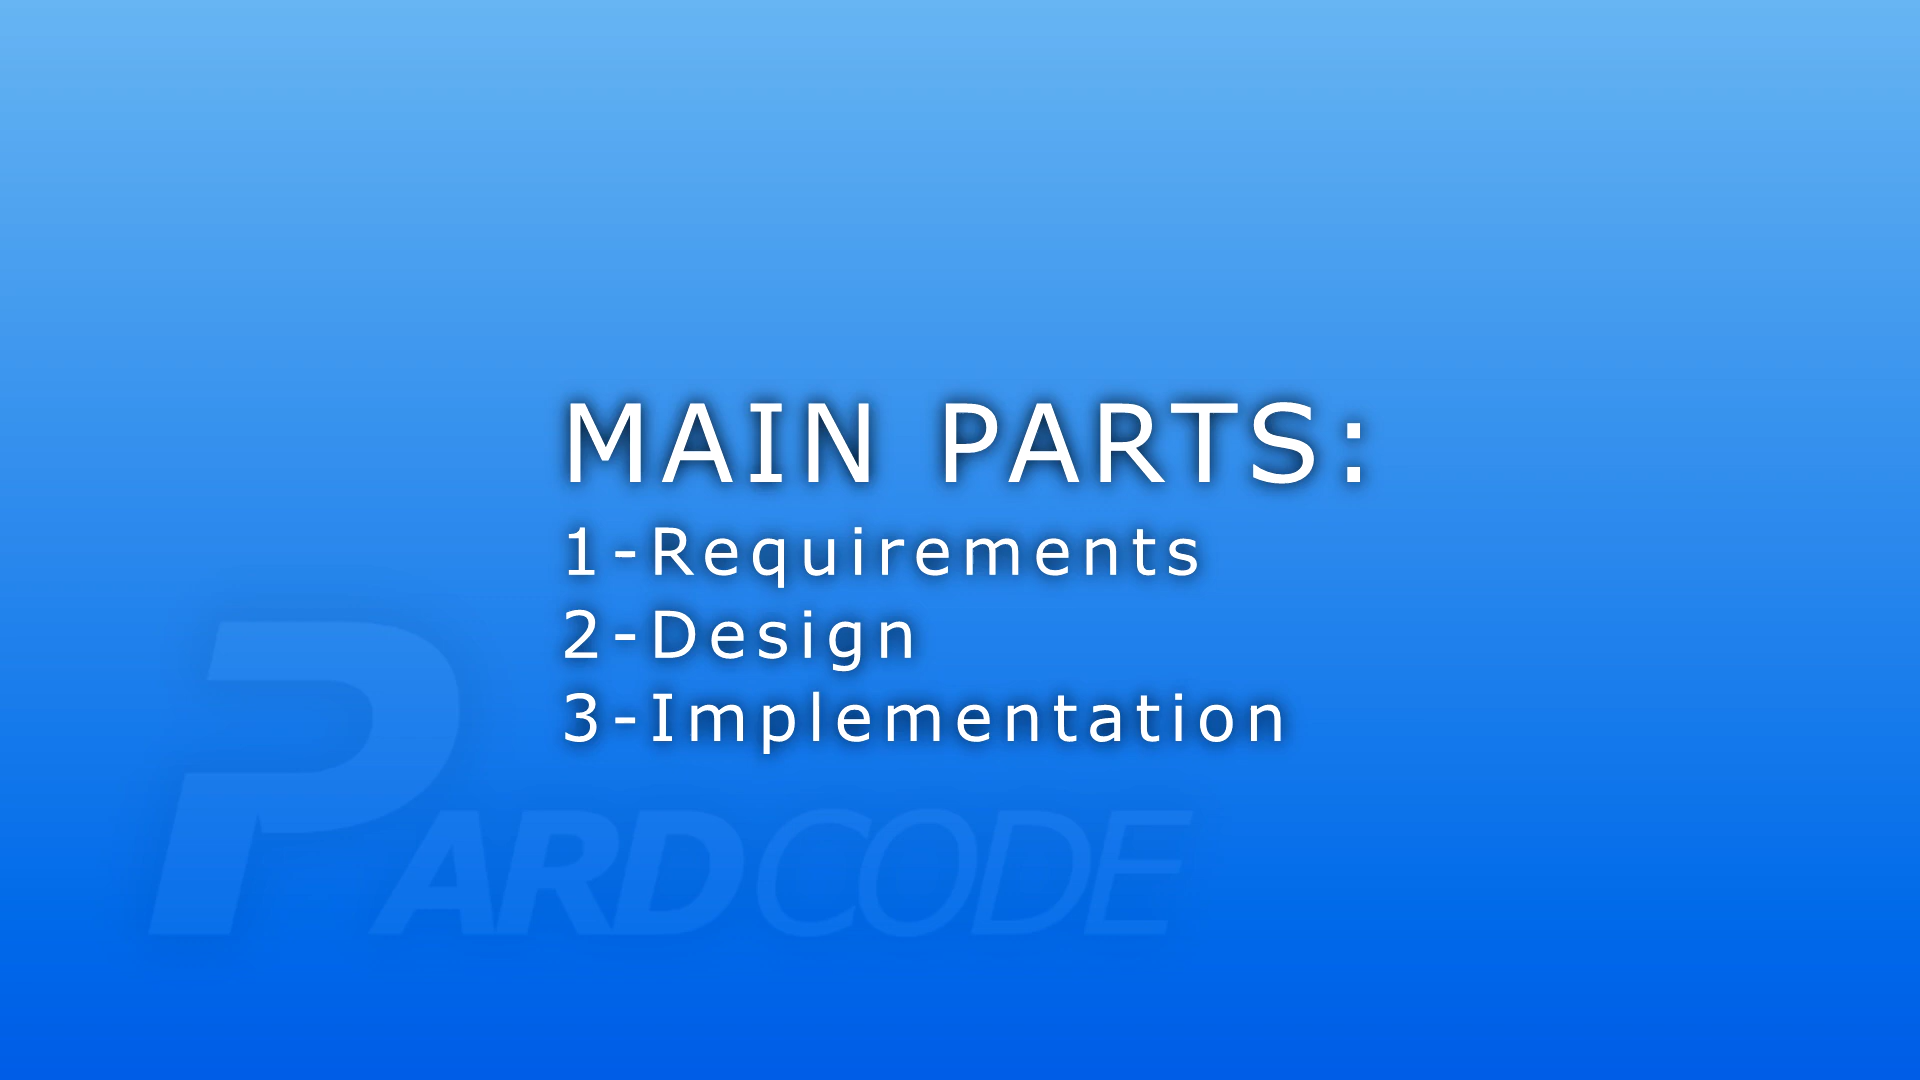 MAIN PARTS:
1-Requirements
2-Design
3-Implementation
PARDCODE